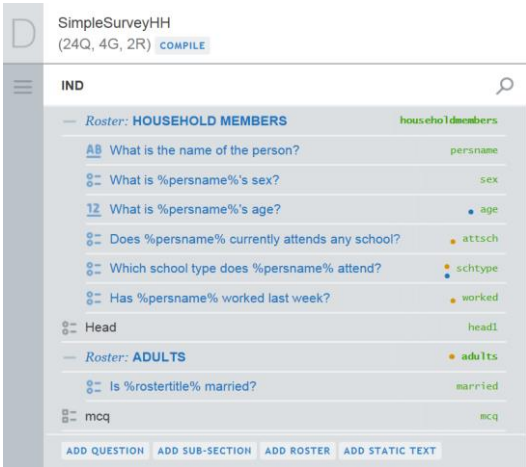 D
SimpleSurveyHH
(24Q, 4G, 2R) COMPILE
IND
Roster: HOUSEHOLD MEMBERS householdmembers
AB What is the name of the person? persname
What is %persname%'s sex? sex
12 What is %persname%'s age? age
Does %persname% currently attends any school? attsch
Which school type does %persname% attend? schtype
Has %persname% worked last week? worked
Head head1
Roster: ADULTS adults
Is %rostertitle% married? married
mcq mcq
ADD QUESTION ADD SUB-SECTION ADD ROSTER ADD STATIC TEXT